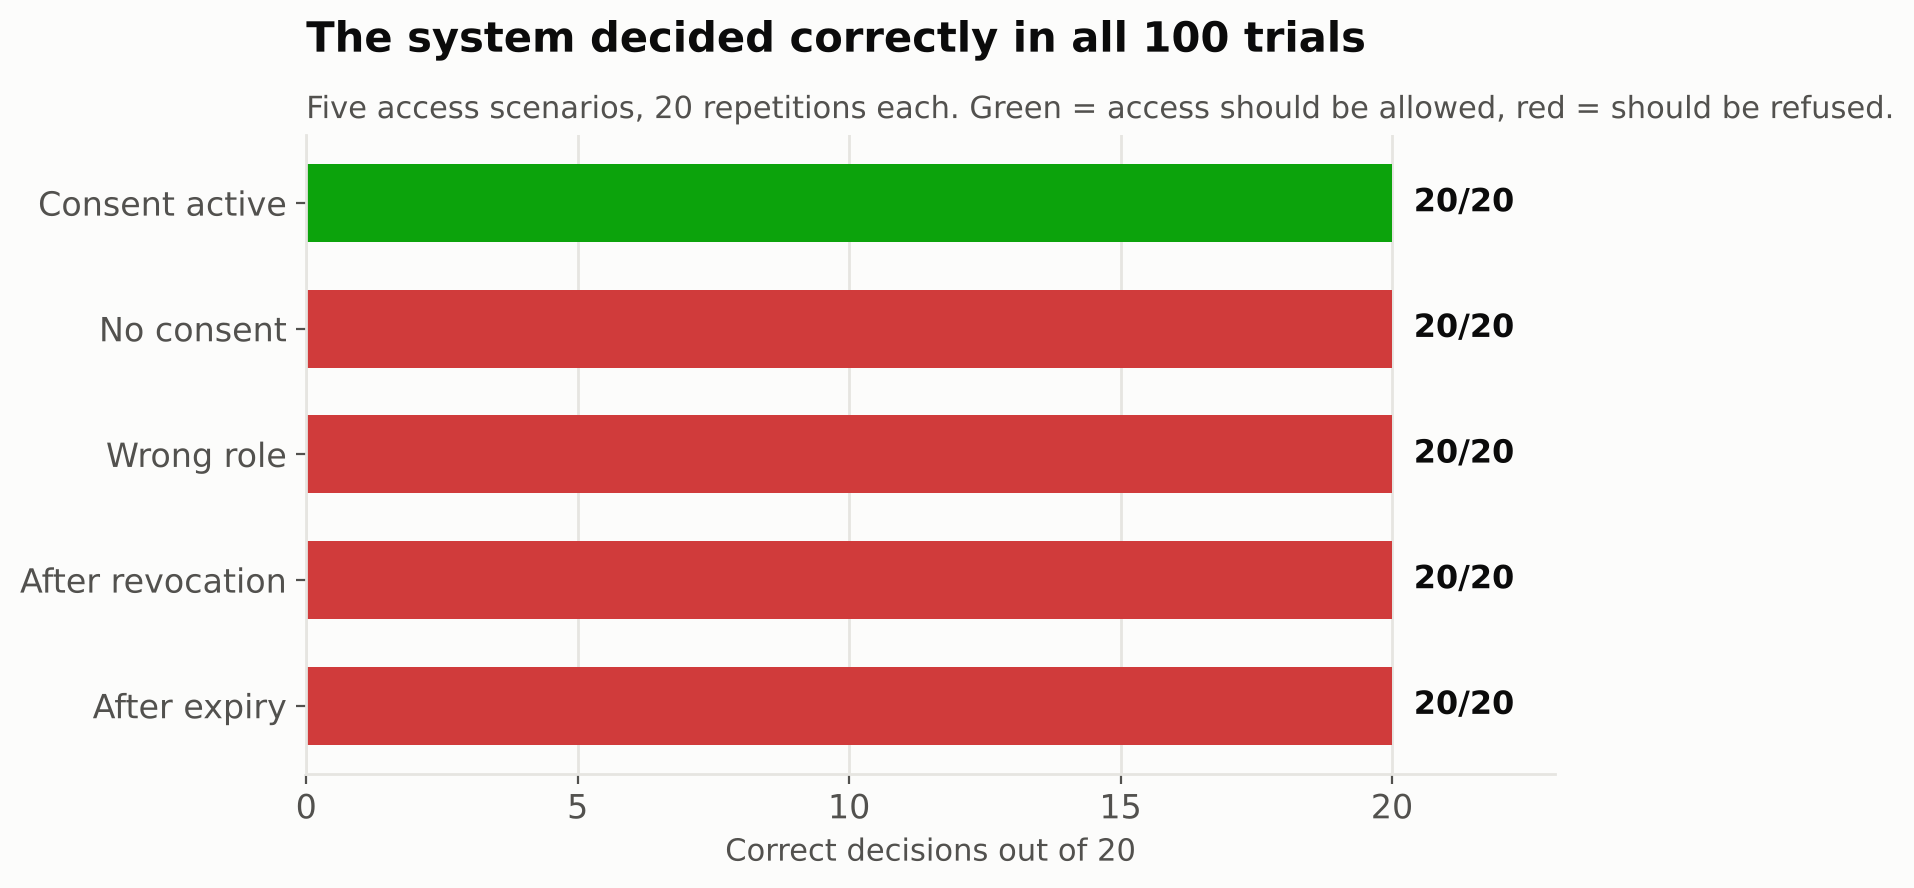 The system decided correctly in all 100 trials
Five access scenarios, 20 repetitions each. Green = access should be allowed, red = should be refused.
Consent active
20/20
No consent
20/20
Wrong role
20/20
After revocation
20/20
After expiry
20/20
0 5 10 15 20
Correct decisions out of 20